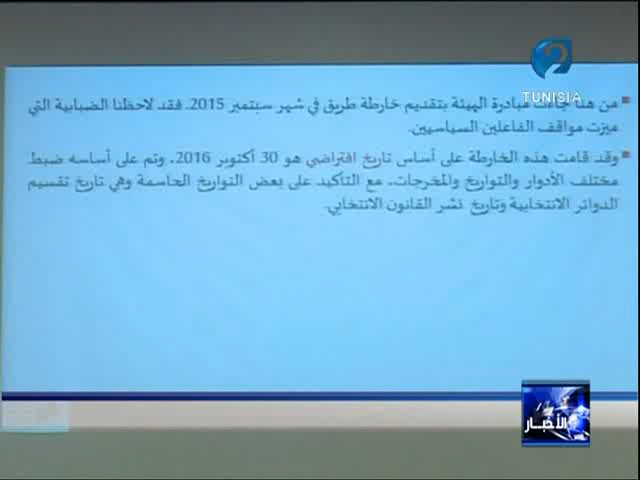 2
TUNISIA
من هنا جاءت مبادرة الهيئة بتقديم خارطة طريق في شهر سبتمبر 2015. فقد لاحظنا الضبابية التي
ميزت مواقف الفاعلين السياسيين.
وقد قامت هذه الخارطة على أساس تاريخ افتراضي هو 30 أكتوبر 2016، وتم على أساسه ضبط
مختلف الأدوار والتواريخ والمخرجات، مع التأكيد على بعض التواريخ الحاسمة وهي تاريخ تقسيم
الدوائر الانتخابية وتاريخ نشر القانون الانتخابي.
الأخبار